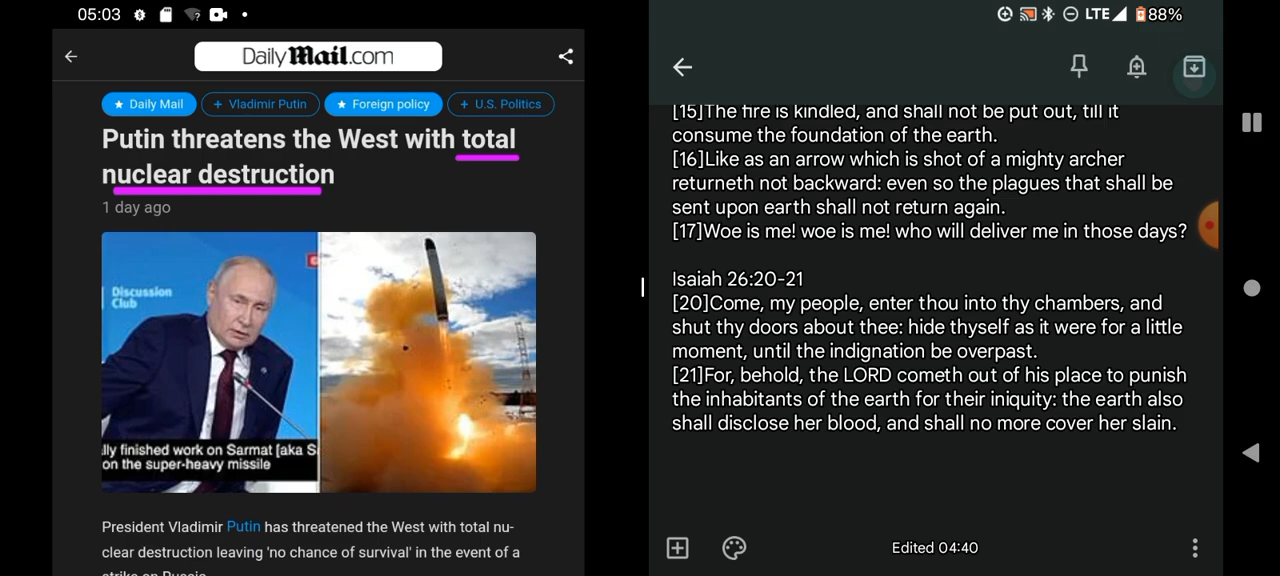 05:03
DailyMail.com
Daily Mail
Vladimir Putin
Foreign policy
U.S. Politics
Putin threatens the West with total
nuclear destruction
1 day ago
Discussion
Club
lly finished work on Sarmat [aka S
on the super-heavy missile
President Vladimir Putin has threatened the West with total nu-
clear destruction leaving 'no chance of survival' in the event of a
strike on Russia
LTE 88%
[15]The fire is kindled, and shall not be put out, till it
consume the foundation of the earth.
[16]Like as an arrow which is shot of a mighty archer
returneth not backward: even so the plagues that shall be
sent upon earth shall not return again.
[17]Woe is me! woe is me! who will deliver me in those days?
Isaiah 26:20-21
[20]Come, my people, enter thou into thy chambers, and
shut thy doors about thee: hide thyself as it were for a little
moment, until the indignation be overpast.
[21]For, behold, the LORD cometh out of his place to punish
the inhabitants of the earth for their iniquity: the earth also
shall disclose her blood, and shall no more cover her slain.
Edited 04:40